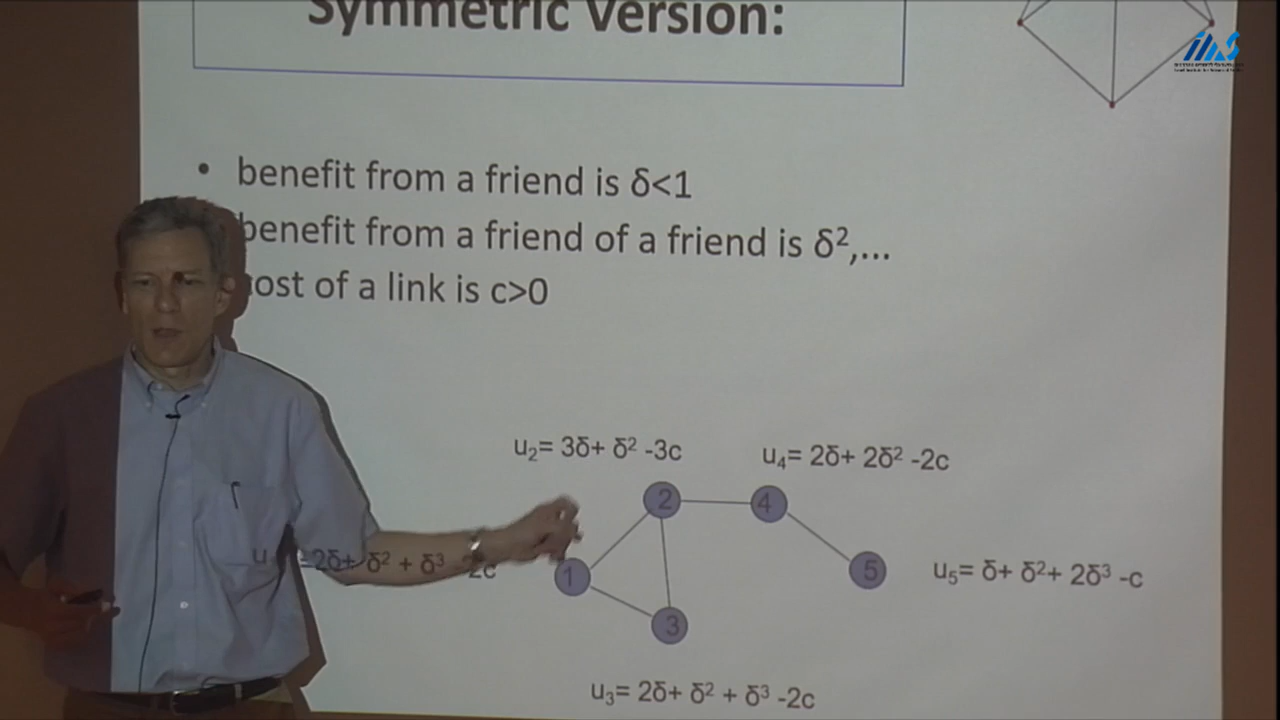 Symmetric Version:
• benefit from a friend is δ<1
benefit from a friend of a friend is δ²,...
cost of a link is c>0
u₂= 3δ+ δ² -3c
u₄= 2δ+ 2δ² -2c
2
4
u =2δ+ δ² + δ³ -2c
1
5
u₅= δ+ δ²+ 2δ³ -c
3
u₃= 2δ+ δ² + δ³ -2c